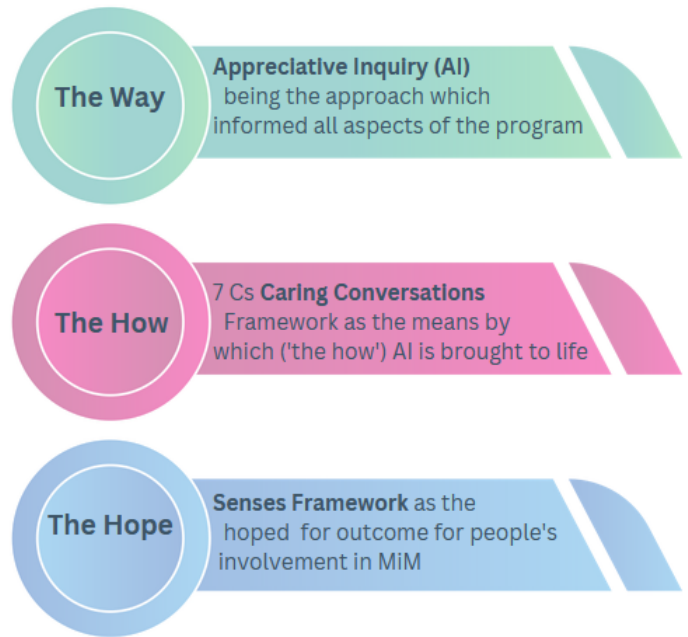 The Way
Appreciative Inquiry (AI)
being the approach which
informed all aspects of the program
The How
7 Cs Caring Conversations
Framework as the means by
which ('the how') AI is brought to life
The Hope
Senses Framework as the
hoped for outcome for people's
involvement in MiM